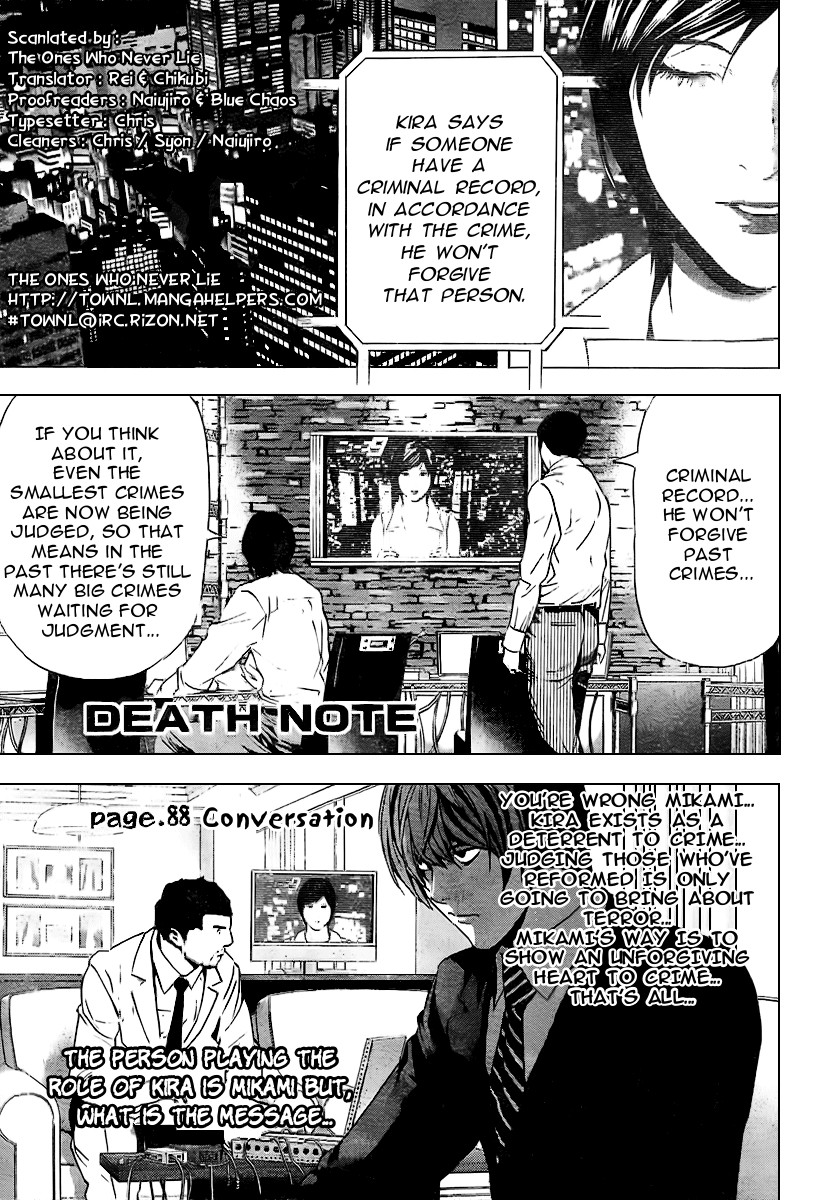 Scanlated by :
The Ones Who Never Lie
Translator : Rei & Chikubi
Proofreaders : Naiujiro & Blue Chaos
Typesetter : Chris
Cleaners : Chris / Syon / Naiujiro
THE ONES WHO NEVER LIE
HTTP://TOWNL.MANGAHELPERS.COM
#TOWNL@IRC.RIZON.NET
KIRA SAYS
IF SOMEONE
HAVE A
CRIMINAL RECORD,
IN ACCORDANCE
WITH THE CRIME,
HE WON'T
FORGIVE
THAT PERSON.
CRIMINAL
RECORD...
HE WON'T
FORGIVE
PAST
CRIMES...
IF YOU THINK
ABOUT IT,
EVEN THE
SMALLEST CRIMES
ARE NOW BEING
JUDGED, SO THAT
MEANS IN THE
PAST THERE'S STILL
MANY BIG CRIMES
WAITING FOR
JUDGMENT...
DEATH NOTE
page.88 Conversation
YOU'RE WRONG MIKAMI...
KIRA EXISTS AS A
DETERRENT TO CRIME...
JUDGING THOSE WHO'VE
REFORMED IS ONLY
GOING TO BRING ABOUT
TERROR...
MIKAMI'S WAY IS TO
SHOW AN UNFORGIVING
HEART TO CRIME...
THAT'S ALL...
THE PERSON PLAYING THE
ROLE OF KIRA IS MIKAMI BUT,
WHAT IS THE MESSAGE...